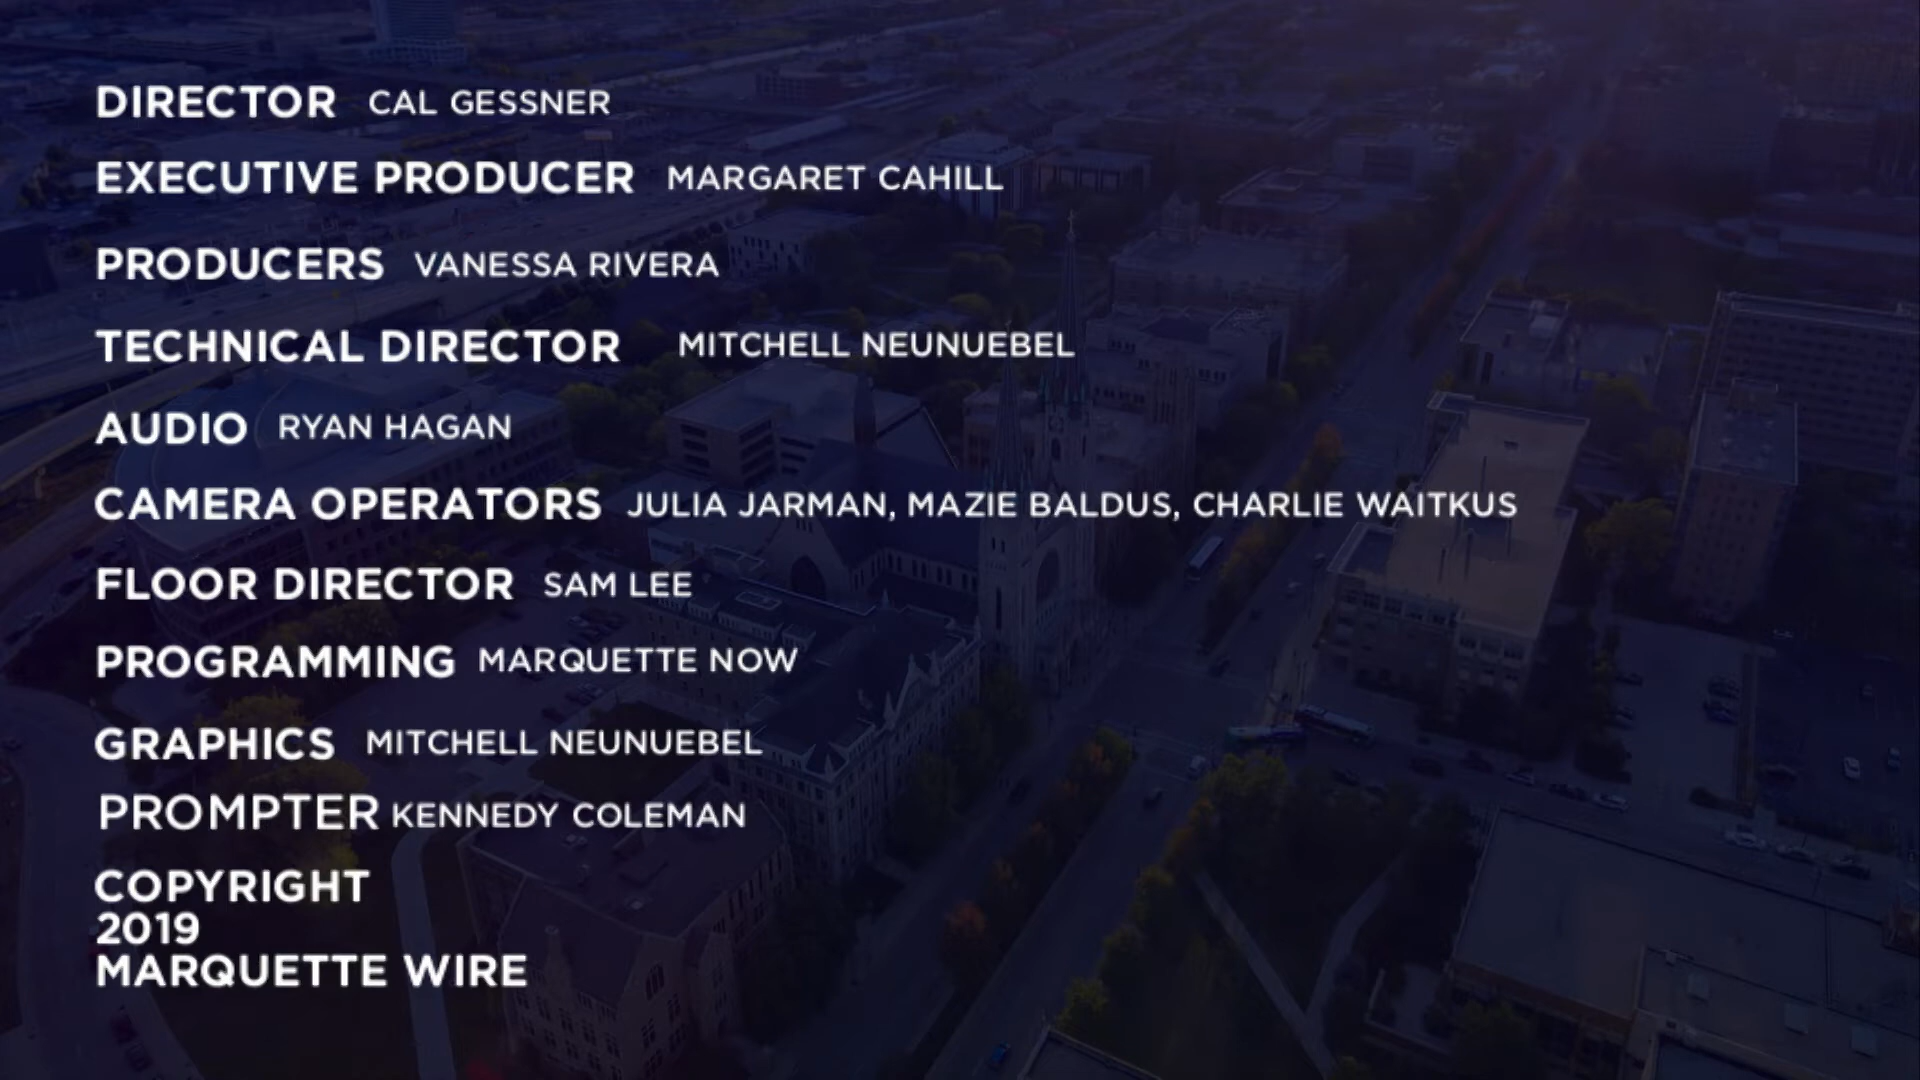 DIRECTOR CAL GESSNER
EXECUTIVE PRODUCER MARGARET CAHILL
PRODUCERS VANESSA RIVERA
TECHNICAL DIRECTOR MITCHELL NEUNUEBEL
AUDIO RYAN HAGAN
CAMERA OPERATORS JULIA JARMAN, MAZIE BALDUS, CHARLIE WAITKUS
FLOOR DIRECTOR SAM LEE
PROGRAMMING MARQUETTE NOW
GRAPHICS MITCHELL NEUNUEBEL
PROMPTER KENNEDY COLEMAN
COPYRIGHT
2019
MARQUETTE WIRE